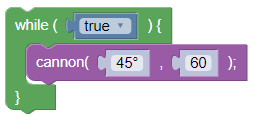 while ( true ) {
cannon( 45° , 60 );
}